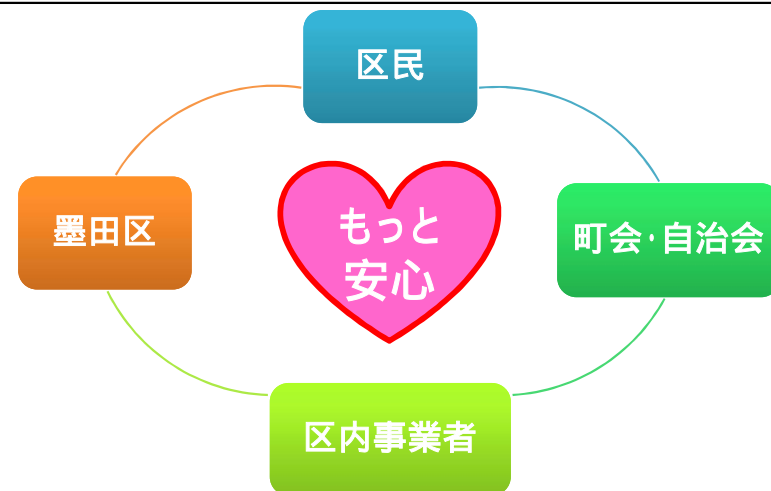 区民
墨田区
もっと
安心
町会·自治会
区内事業者